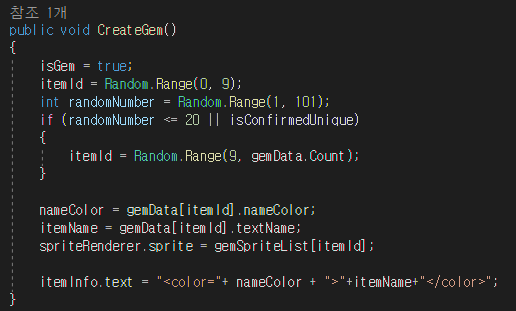 참조 1개
public void CreateGem()
{
isGem = true;
itemId = Random.Range(0, 9);
int randomNumber = Random.Range(1, 101);
if (randomNumber <= 20 || isConfirmedUnique)
{
itemId = Random.Range(9, gemData.Count);
}
nameColor = gemData[itemId].nameColor;
itemName = gemData[itemId].textName;
spriteRenderer.sprite = gemSpriteList[itemId];
itemInfo.text = "<color="+ nameColor + ">"+itemName+"</color>";
}